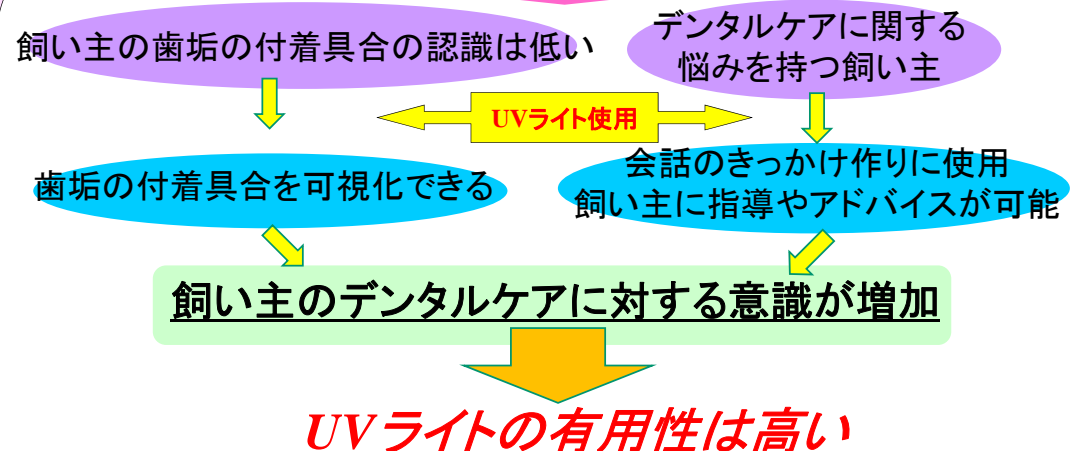 飼い主の歯垢の付着具合の認識は低い
デンタルケアに関する
悩みを持つ飼い主
UVライト使用
歯垢の付着具合を可視化できる
会話のきっかけ作りに使用
飼い主に指導やアドバイスが可能
飼い主のデンタルケアに対する意識が増加
UVライトの有用性は高い